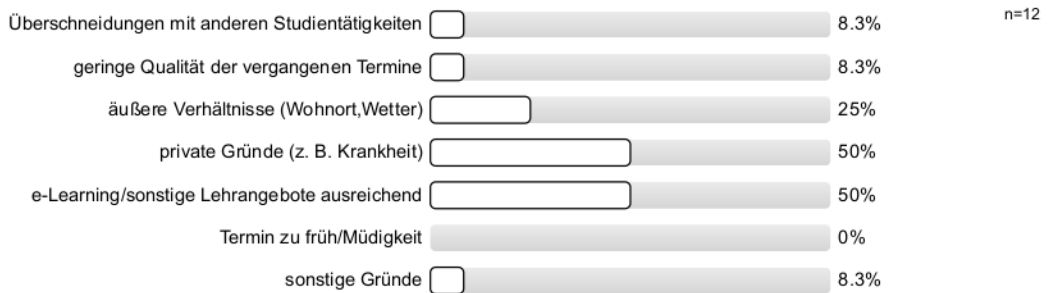 Überschneidungen mit anderen Studientätigkeiten 8.3% n=12
geringe Qualität der vergangenen Termine 8.3%
äußere Verhältnisse (Wohnort,Wetter) 25%
private Gründe (z. B. Krankheit) 50%
e-Learning/sonstige Lehrangebote ausreichend 50%
Termin zu früh/Müdigkeit 0%
sonstige Gründe 8.3%